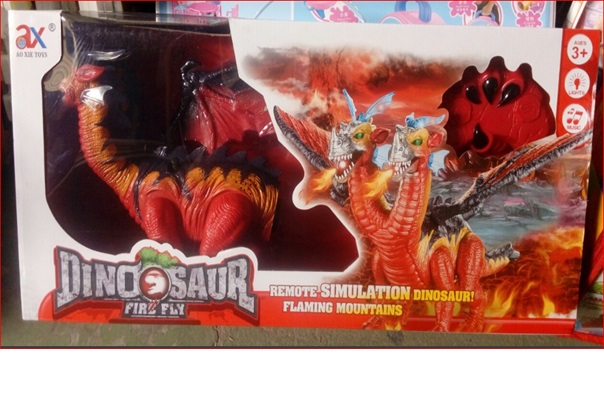 ax ®
AO XIE TOYS
AGES
3+
LIGHTS
MUSIC
DINOSAUR
FIRE FLY
REMOTE SIMULATION DINOSAUR!
FLAMING MOUNTAINS